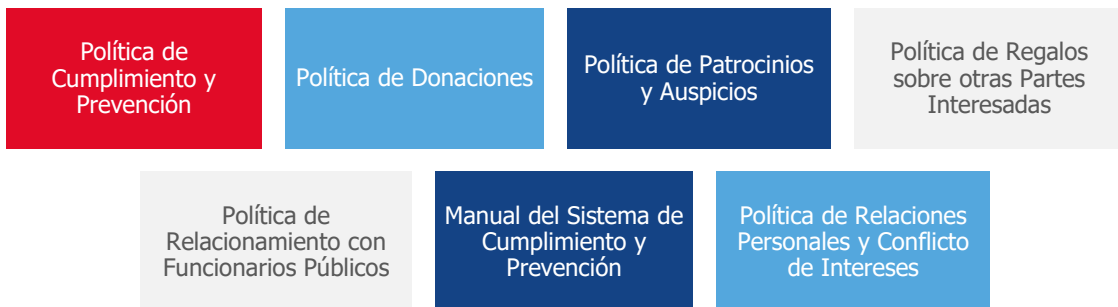 Política de
Cumplimiento y
Prevención
Política de Donaciones
Política de Patrocinios
y Auspicios
Política de Regalos
sobre otras Partes
Interesadas
Política de
Relacionamiento con
Funcionarios Públicos
Manual del Sistema de
Cumplimiento y
Prevención
Política de Relaciones
Personales y Conflicto
de Intereses